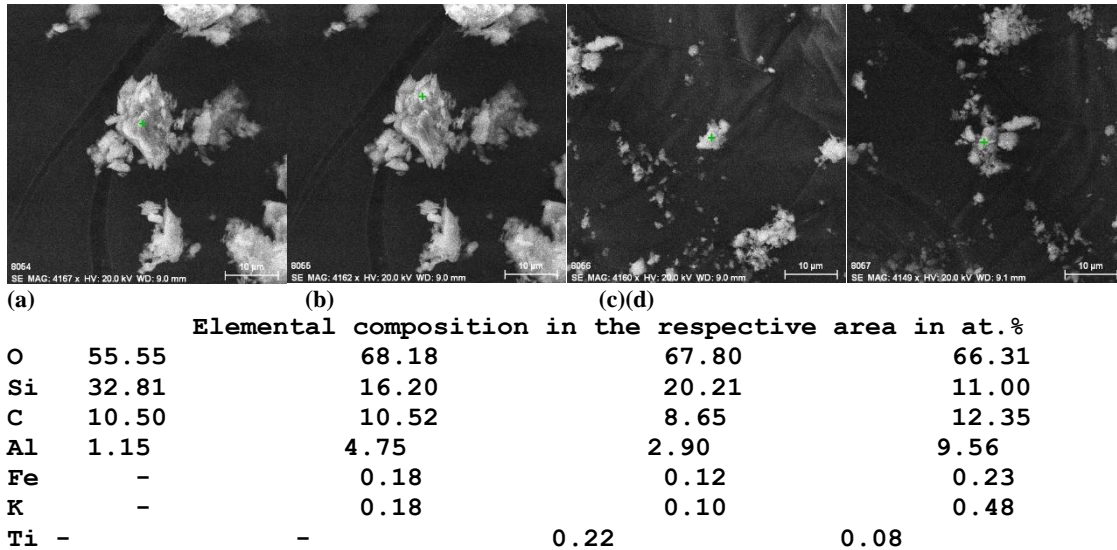 8054
SE MAG: 4167 x HV: 20.0 kV WD: 9.0 mm
10 µm
8055
SE MAG: 4162 x HV: 20.0 kV WD: 9.0 mm
10 µm
8056
SE MAG: 4160 x HV: 20.0 kV WD: 9.0 mm
10 µm
8057
SE MAG: 4149 x HV: 20.0 kV WD: 9.1 mm
10 µm
(a) (b) (c)(d)
Elemental composition in the respective area in at.%
O 55.55 68.18 67.80 66.31
Si 32.81 16.20 20.21 11.00
C 10.50 10.52 8.65 12.35
Al 1.15 4.75 2.90 9.56
Fe - 0.18 0.12 0.23
K - 0.18 0.10 0.48
Ti - - 0.22 0.08